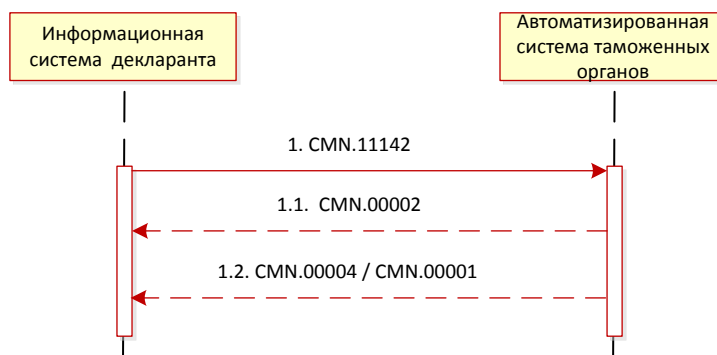 Информационная
система декларанта
Автоматизированная
система таможенных
органов
1. CMN.11142
1.1. CMN.00002
1.2. CMN.00004 / CMN.00001